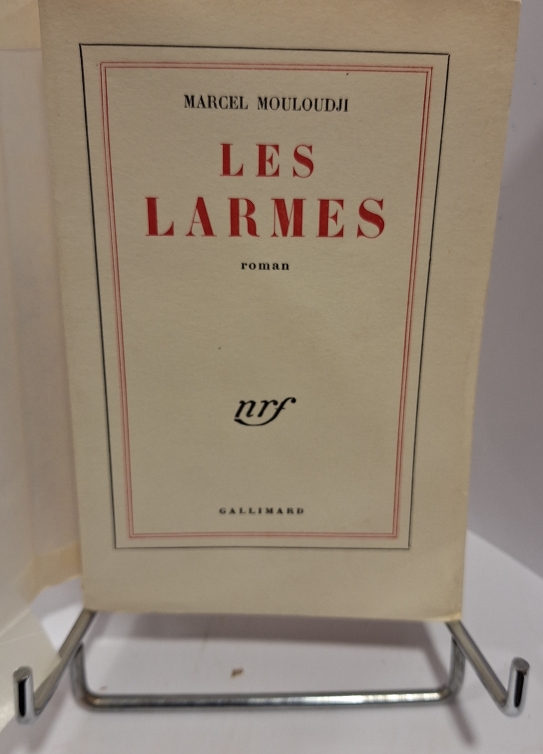 MARCEL MOULOUDJI
LES
LARMES
roman
nrf
GALLIMARD